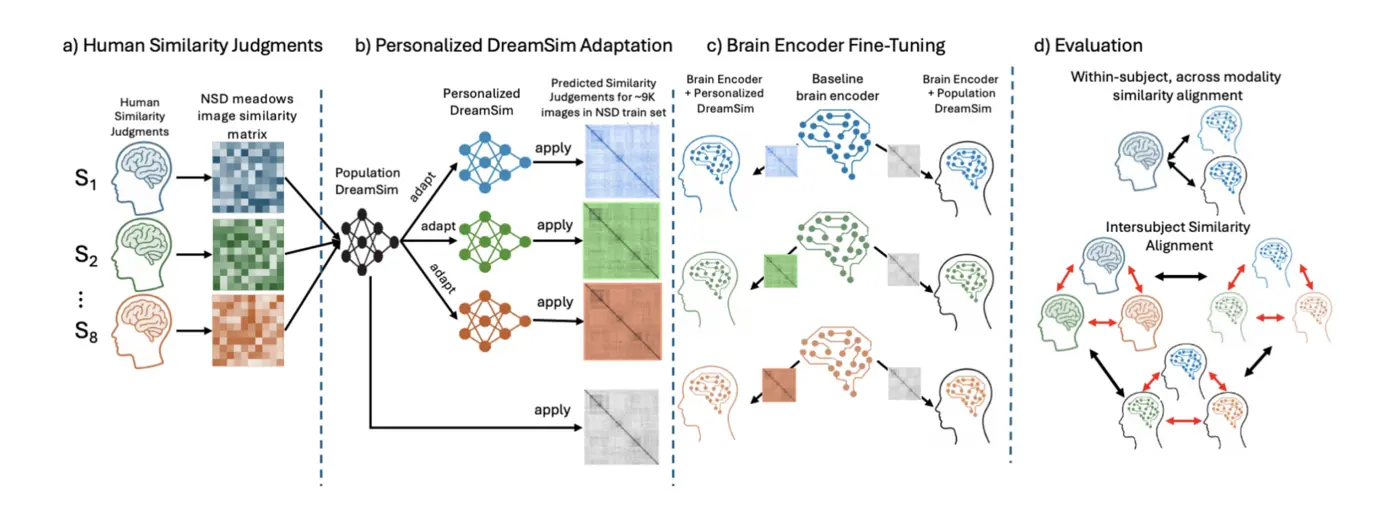 a) Human Similarity Judgments
Human
Similarity
Judgments
NSD meadows
image similarity
matrix
S1
S2
⋮
S8
b) Personalized DreamSim Adaptation
Population
DreamSim
Personalized
DreamSim
Predicted Similarity
Judgements for ~9K
images in NSD train set
adapt
adapt
adapt
apply
apply
apply
apply
c) Brain Encoder Fine-Tuning
Brain Encoder
+ Personalized
DreamSim
Baseline
brain encoder
Brain Encoder
+ Population
DreamSim
d) Evaluation
Within-subject, across modality
similarity alignment
Intersubject Similarity
Alignment